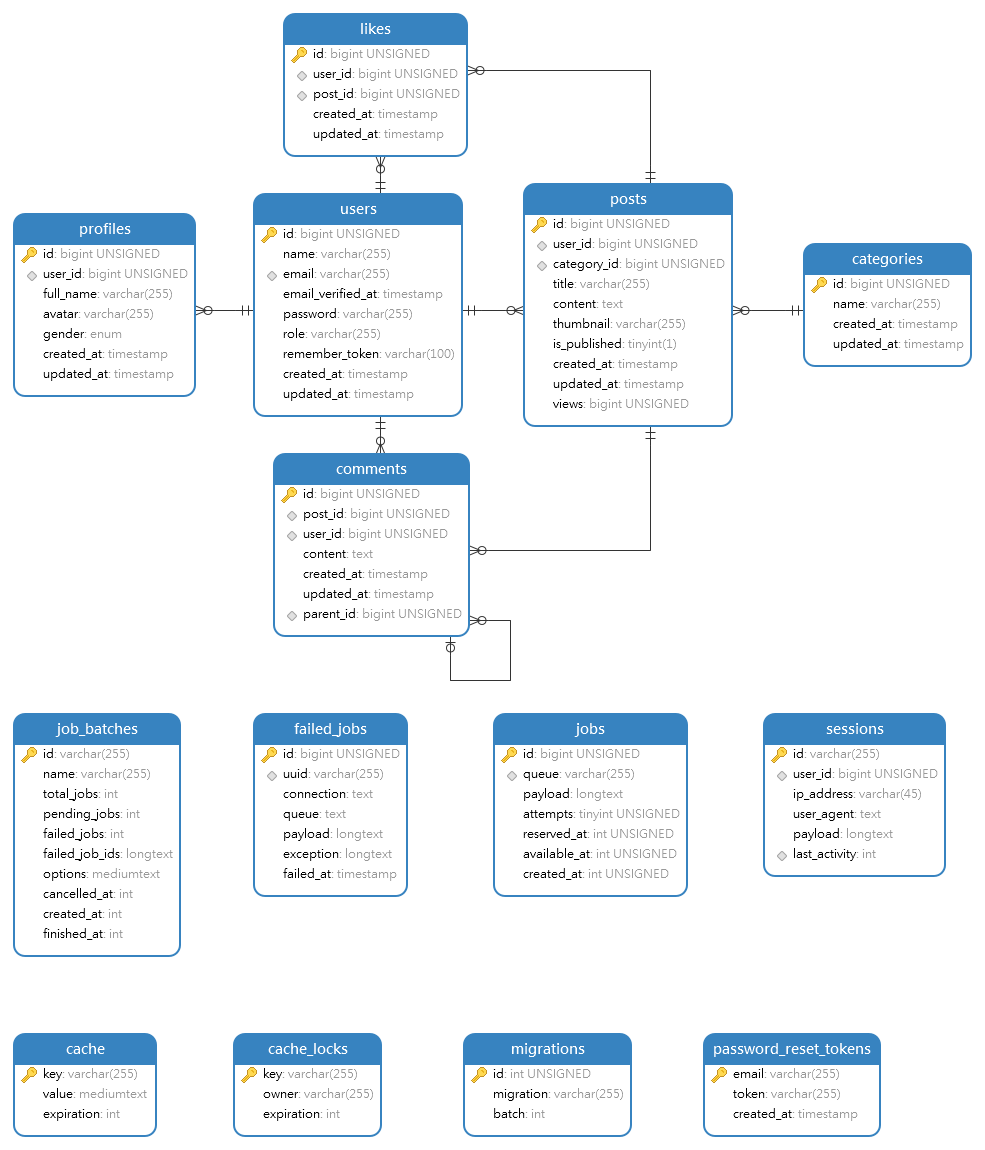 likes
id: bigint UNSIGNED
user_id: bigint UNSIGNED
post_id: bigint UNSIGNED
created_at: timestamp
updated_at: timestamp
profiles
id: bigint UNSIGNED
user_id: bigint UNSIGNED
full_name: varchar(255)
avatar: varchar(255)
gender: enum
created_at: timestamp
updated_at: timestamp
users
id: bigint UNSIGNED
name: varchar(255)
email: varchar(255)
email_verified_at: timestamp
password: varchar(255)
role: varchar(255)
remember_token: varchar(100)
created_at: timestamp
updated_at: timestamp
posts
id: bigint UNSIGNED
user_id: bigint UNSIGNED
category_id: bigint UNSIGNED
title: varchar(255)
content: text
thumbnail: varchar(255)
is_published: tinyint(1)
created_at: timestamp
updated_at: timestamp
views: bigint UNSIGNED
categories
id: bigint UNSIGNED
name: varchar(255)
created_at: timestamp
updated_at: timestamp
comments
id: bigint UNSIGNED
post_id: bigint UNSIGNED
user_id: bigint UNSIGNED
content: text
created_at: timestamp
updated_at: timestamp
parent_id: bigint UNSIGNED
job_batches
id: varchar(255)
name: varchar(255)
total_jobs: int
pending_jobs: int
failed_jobs: int
failed_job_ids: longtext
options: mediumtext
cancelled_at: int
created_at: int
finished_at: int
failed_jobs
id: bigint UNSIGNED
uuid: varchar(255)
connection: text
queue: text
payload: longtext
exception: longtext
failed_at: timestamp
jobs
id: bigint UNSIGNED
queue: varchar(255)
payload: longtext
attempts: tinyint UNSIGNED
reserved_at: int UNSIGNED
available_at: int UNSIGNED
created_at: int UNSIGNED
sessions
id: varchar(255)
user_id: bigint UNSIGNED
ip_address: varchar(45)
user_agent: text
payload: longtext
last_activity: int
cache
key: varchar(255)
value: mediumtext
expiration: int
cache_locks
key: varchar(255)
owner: varchar(255)
expiration: int
migrations
id: int UNSIGNED
migration: varchar(255)
batch: int
password_reset_tokens
email: varchar(255)
token: varchar(255)
created_at: timestamp